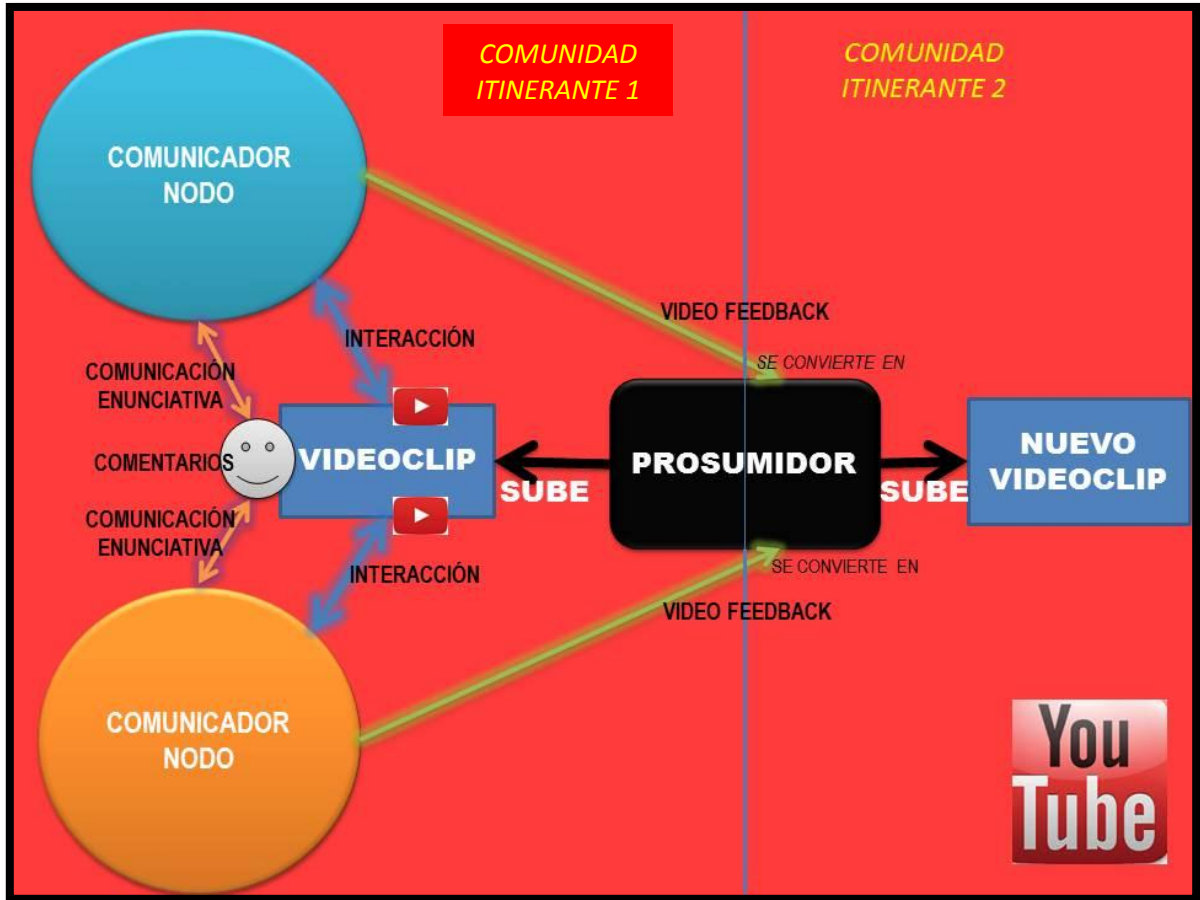 COMUNIDAD
ITINERANTE 1
COMUNIDAD
ITINERANTE 2
COMUNICADOR
NODO
VIDEO FEEDBACK
INTERACCIÓN
SE CONVIERTE EN
COMUNICACIÓN
ENUNCIATIVA
COMENTARIOS
VIDEOCLIP
SUBE
PROSUMIDOR
SUBE
NUEVO
VIDEOCLIP
COMUNICACIÓN
ENUNCIATIVA
INTERACCIÓN
SE CONVIERTE EN
VIDEO FEEDBACK
COMUNICADOR
NODO
You
Tube